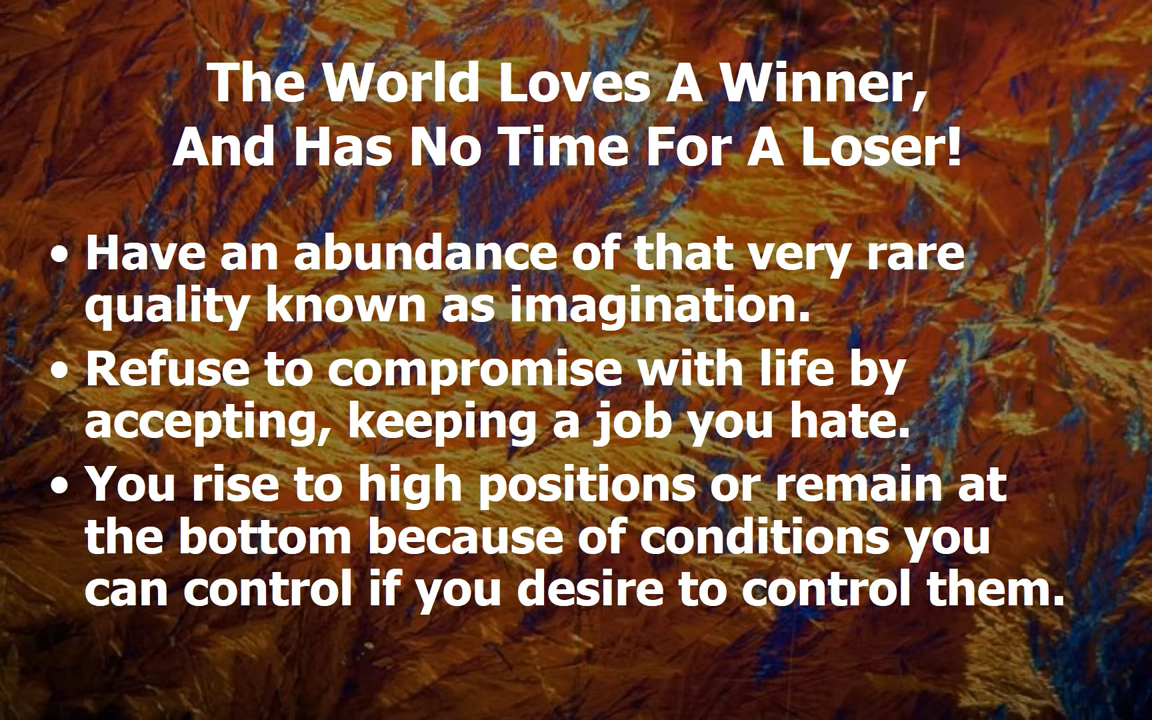 The World Loves A Winner,
And Has No Time For A Loser!
• Have an abundance of that very rare
quality known as imagination.
• Refuse to compromise with life by
accepting, keeping a job you hate.
• You rise to high positions or remain at
the bottom because of conditions you
can control if you desire to control them.